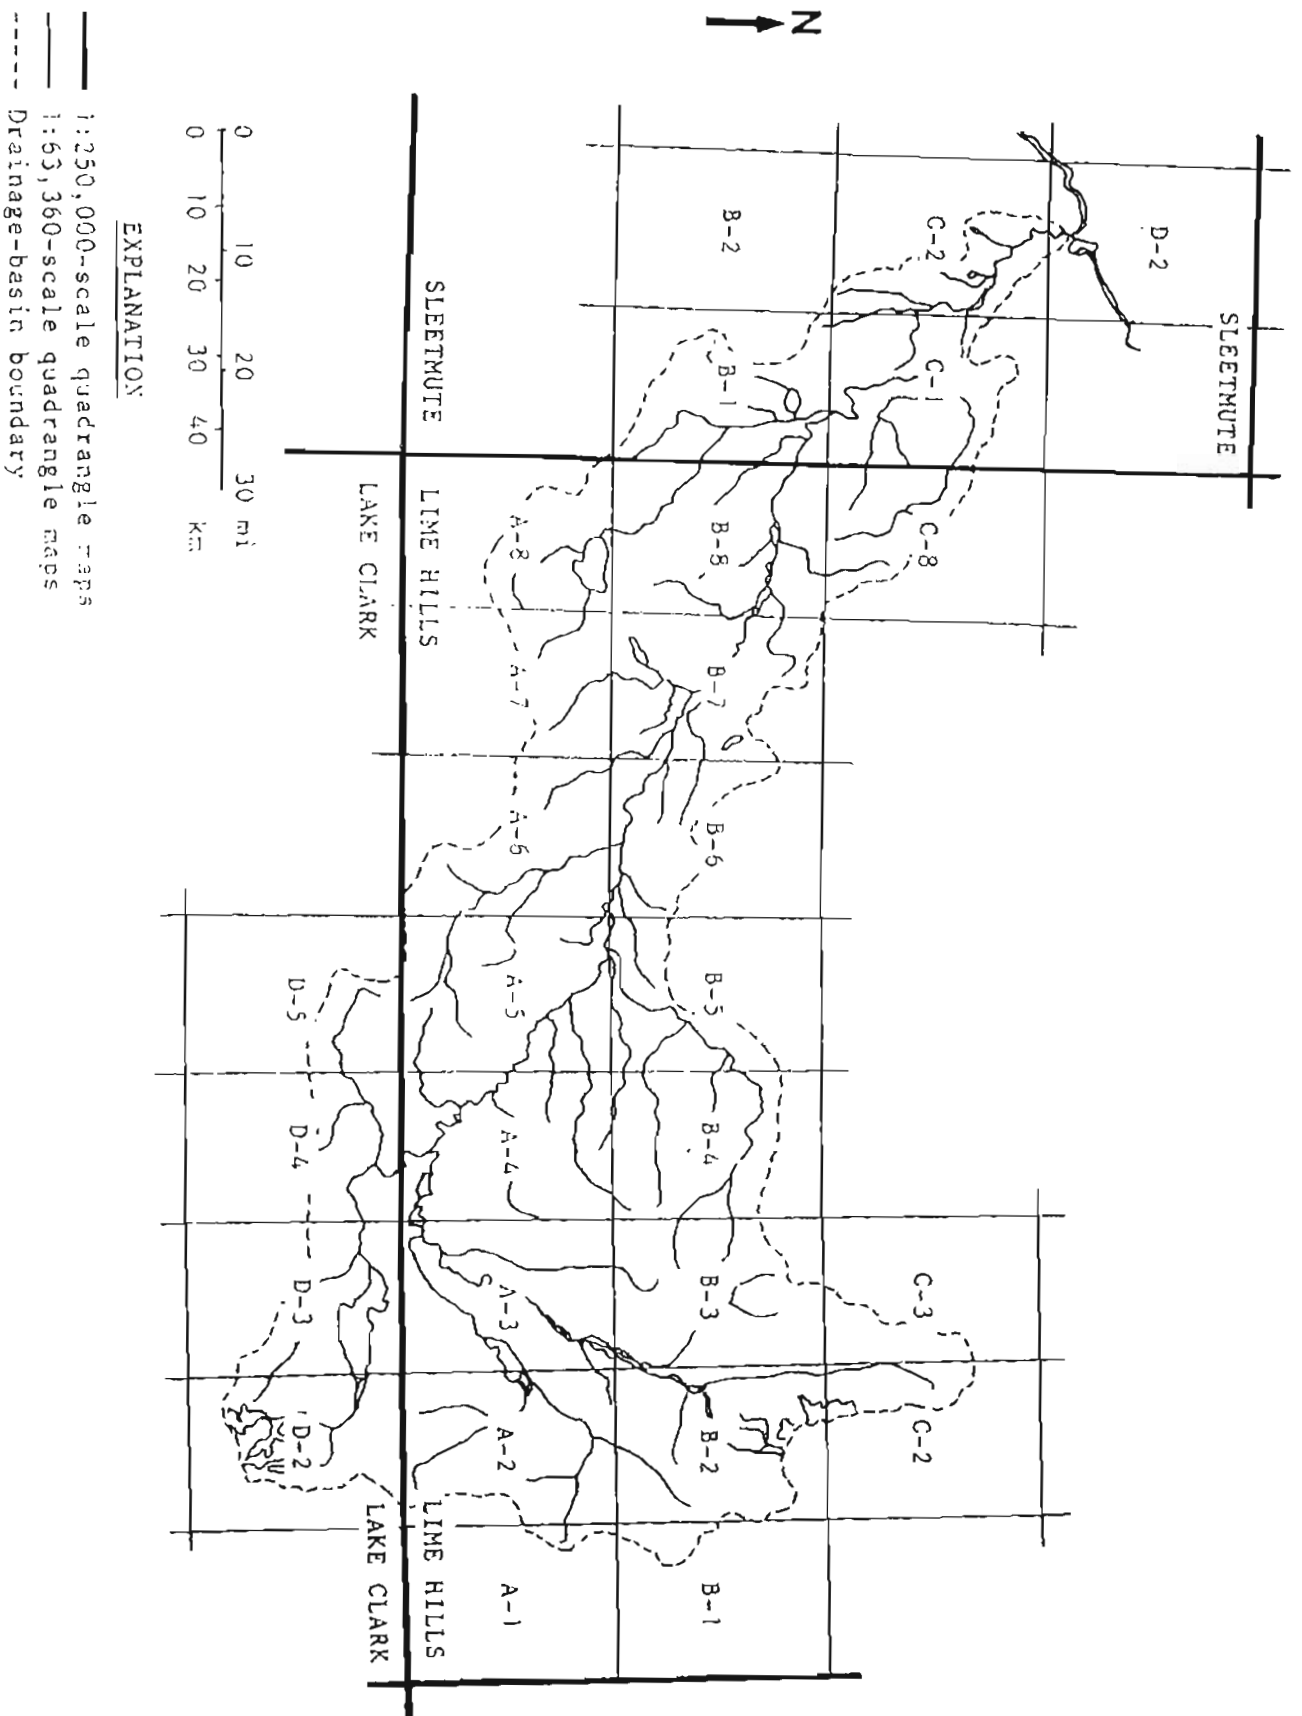 N
SLEETMUTE
D-2
C-2
B-2
C-1
B-1
SLEETMUTE
C-8
B-8
A-8
LIME HILLS
LAKE CLARK
B-7
A-7
B-6
A-6
B-5
A-5
D-5
B-4
A-4
D-4
C-3
B-3
A-3
D-3
C-2
B-2
A-2
D-2
B-1
A-1
LIME HILLS
LAKE CLARK
0 10 20 30 mi
0 10 20 30 40 km
EXPLANATION
1:250,000-scale quadrangle maps
1:63,360-scale quadrangle maps
Drainage-basin boundary